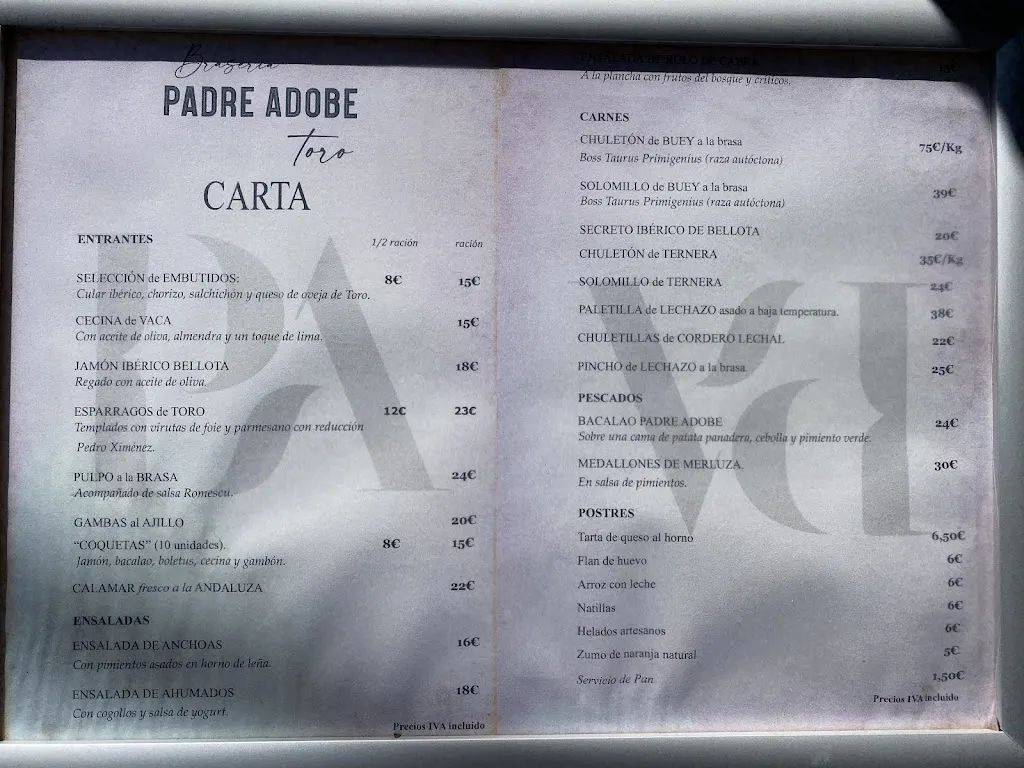 Brasería
PADRE ADOBE
Toro
CARTA
ENTRANTES 1/2 ración ración
SELECCIÓN de EMBUTIDOS: 8€ 15€
Cular ibérico, chorizo, salchichón y queso de oveja de Toro.
CECINA de VACA 15€
Con aceite de oliva, almendra y un toque de lima.
JAMÓN IBÉRICO BELLOTA 18€
Regado con aceite de oliva.
ESPARRAGOS de TORO 12€ 23€
Templados con virutas de foie y parmesano con reducción
Pedro Ximénez.
PULPO a la BRASA 24€
Acompañado de salsa Romescu.
GAMBAS al AJILLO 20€
“COQUETAS” (10 unidades). 8€ 15€
Jamón, bacalao, boletus, cecina y gambón.
CALAMAR fresco a la ANDALUZA 22€
ENSALADAS
ENSALADA DE ANCHOAS 16€
Con pimientos asados en horno de leña.
ENSALADA DE AHUMADOS 18€
Con cogollos y salsa de yogurt.
Precios IVA incluido
ENSALADA DE RULO DE CABRA
A la plancha con frutos del bosque y cítricos.
CARNES
CHULETÓN de BUEY a la brasa 75€/Kg
Boss Taurus Primigenius (raza autóctona)
SOLOMILLO de BUEY a la brasa 39€
Boss Taurus Primigenius (raza autóctona)
SECRETO IBÉRICO DE BELLOTA 20€
CHULETÓN de TERNERA 35€/Kg
SOLOMILLO de TERNERA 24€
PALETILLA de LECHAZO asado a baja temperatura. 38€
CHULETILLAS de CORDERO LECHAL 22€
PINCHO de LECHAZO a la brasa. 25€
PESCADOS
BACALAO PADRE ADOBE 24€
Sobre una cama de patata panadera, cebolla y pimiento verde.
MEDALLONES DE MERLUZA. 30€
En salsa de pimientos.
POSTRES
Tarta de queso al horno 6,50€
Flan de huevo 6€
Arroz con leche 6€
Natillas 6€
Helados artesanos 6€
Zumo de naranja natural 5€
Servicio de Pan. 1,50€
Precios IVA incluido